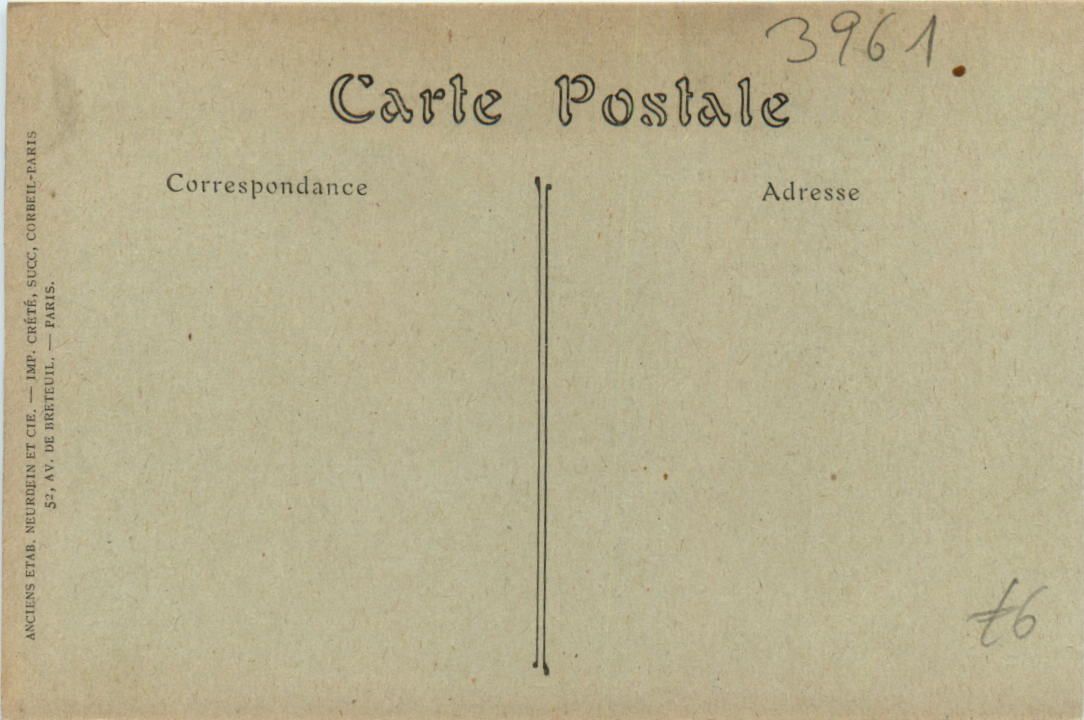 3961
Carte Postale
Correspondance
Adresse
ANCIENS ETAB. NEURDEIN ET CIE. — IMP. CRÉTÉ, SUCC, CORBEIL-PARIS
52, AV. DE BRETEUIL. — PARIS.